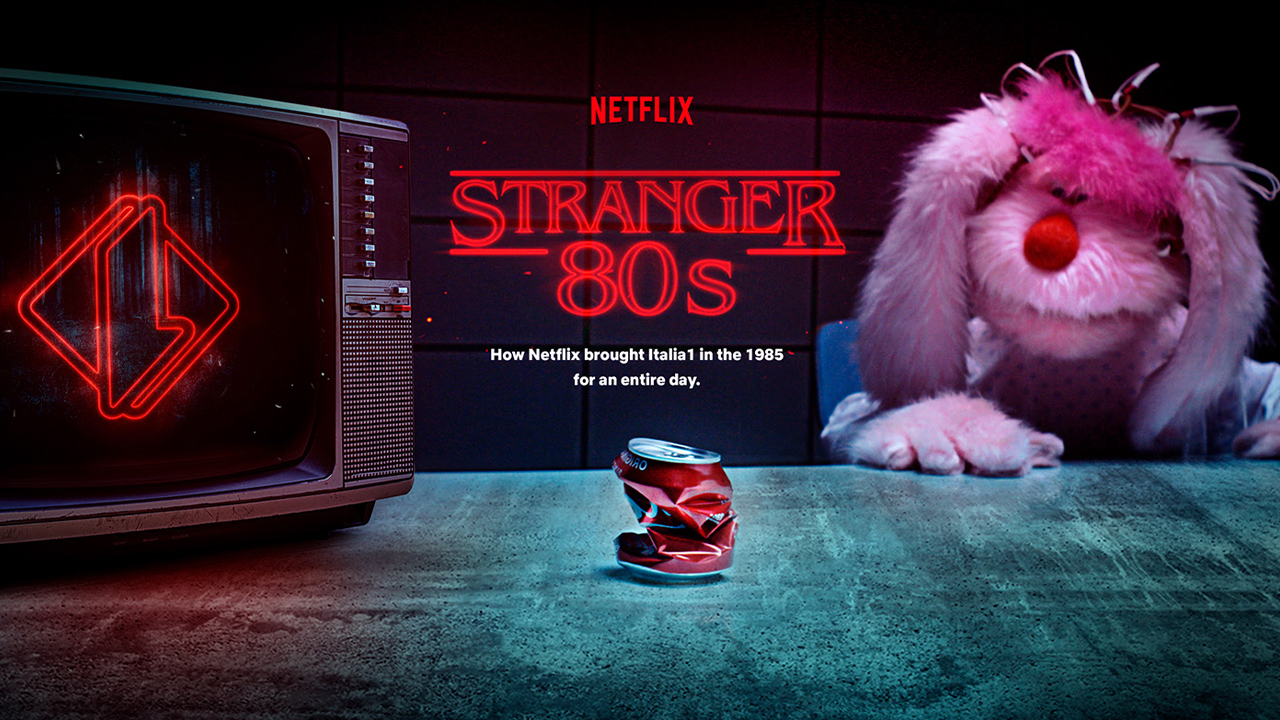 NETFLIX
STRANGER
80s
How Netflix brought Italia1 in the 1985
for an entire day.